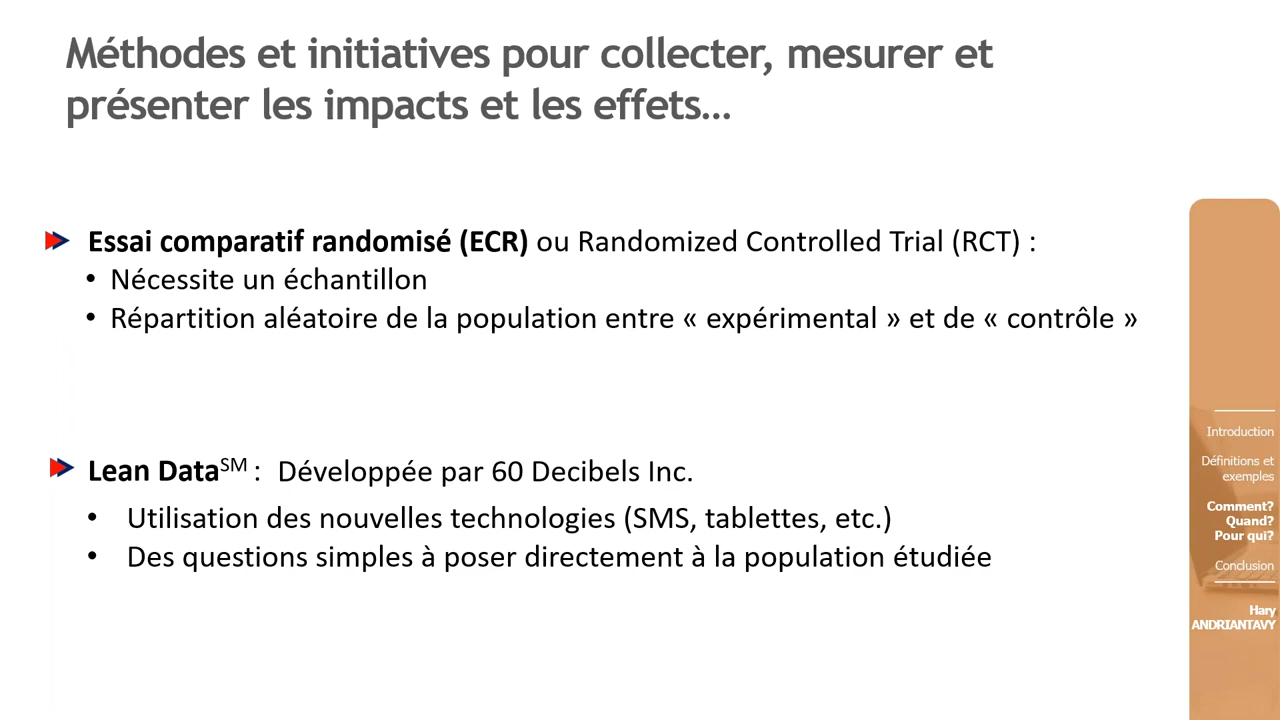 Méthodes et initiatives pour collecter, mesurer et
présenter les impacts et les effets...
Essai comparatif randomisé (ECR) ou Randomized Controlled Trial (RCT) :
• Nécessite un échantillon
• Répartition aléatoire de la population entre « expérimental » et de « contrôle »
Lean Data℠ : Développée par 60 Decibels Inc.
• Utilisation des nouvelles technologies (SMS, tablettes, etc.)
• Des questions simples à poser directement à la population étudiée
Introduction
Définitions et
exemples
Comment?
Quand?
Pour qui?
Conclusion
Hary
ANDRIANTAVY